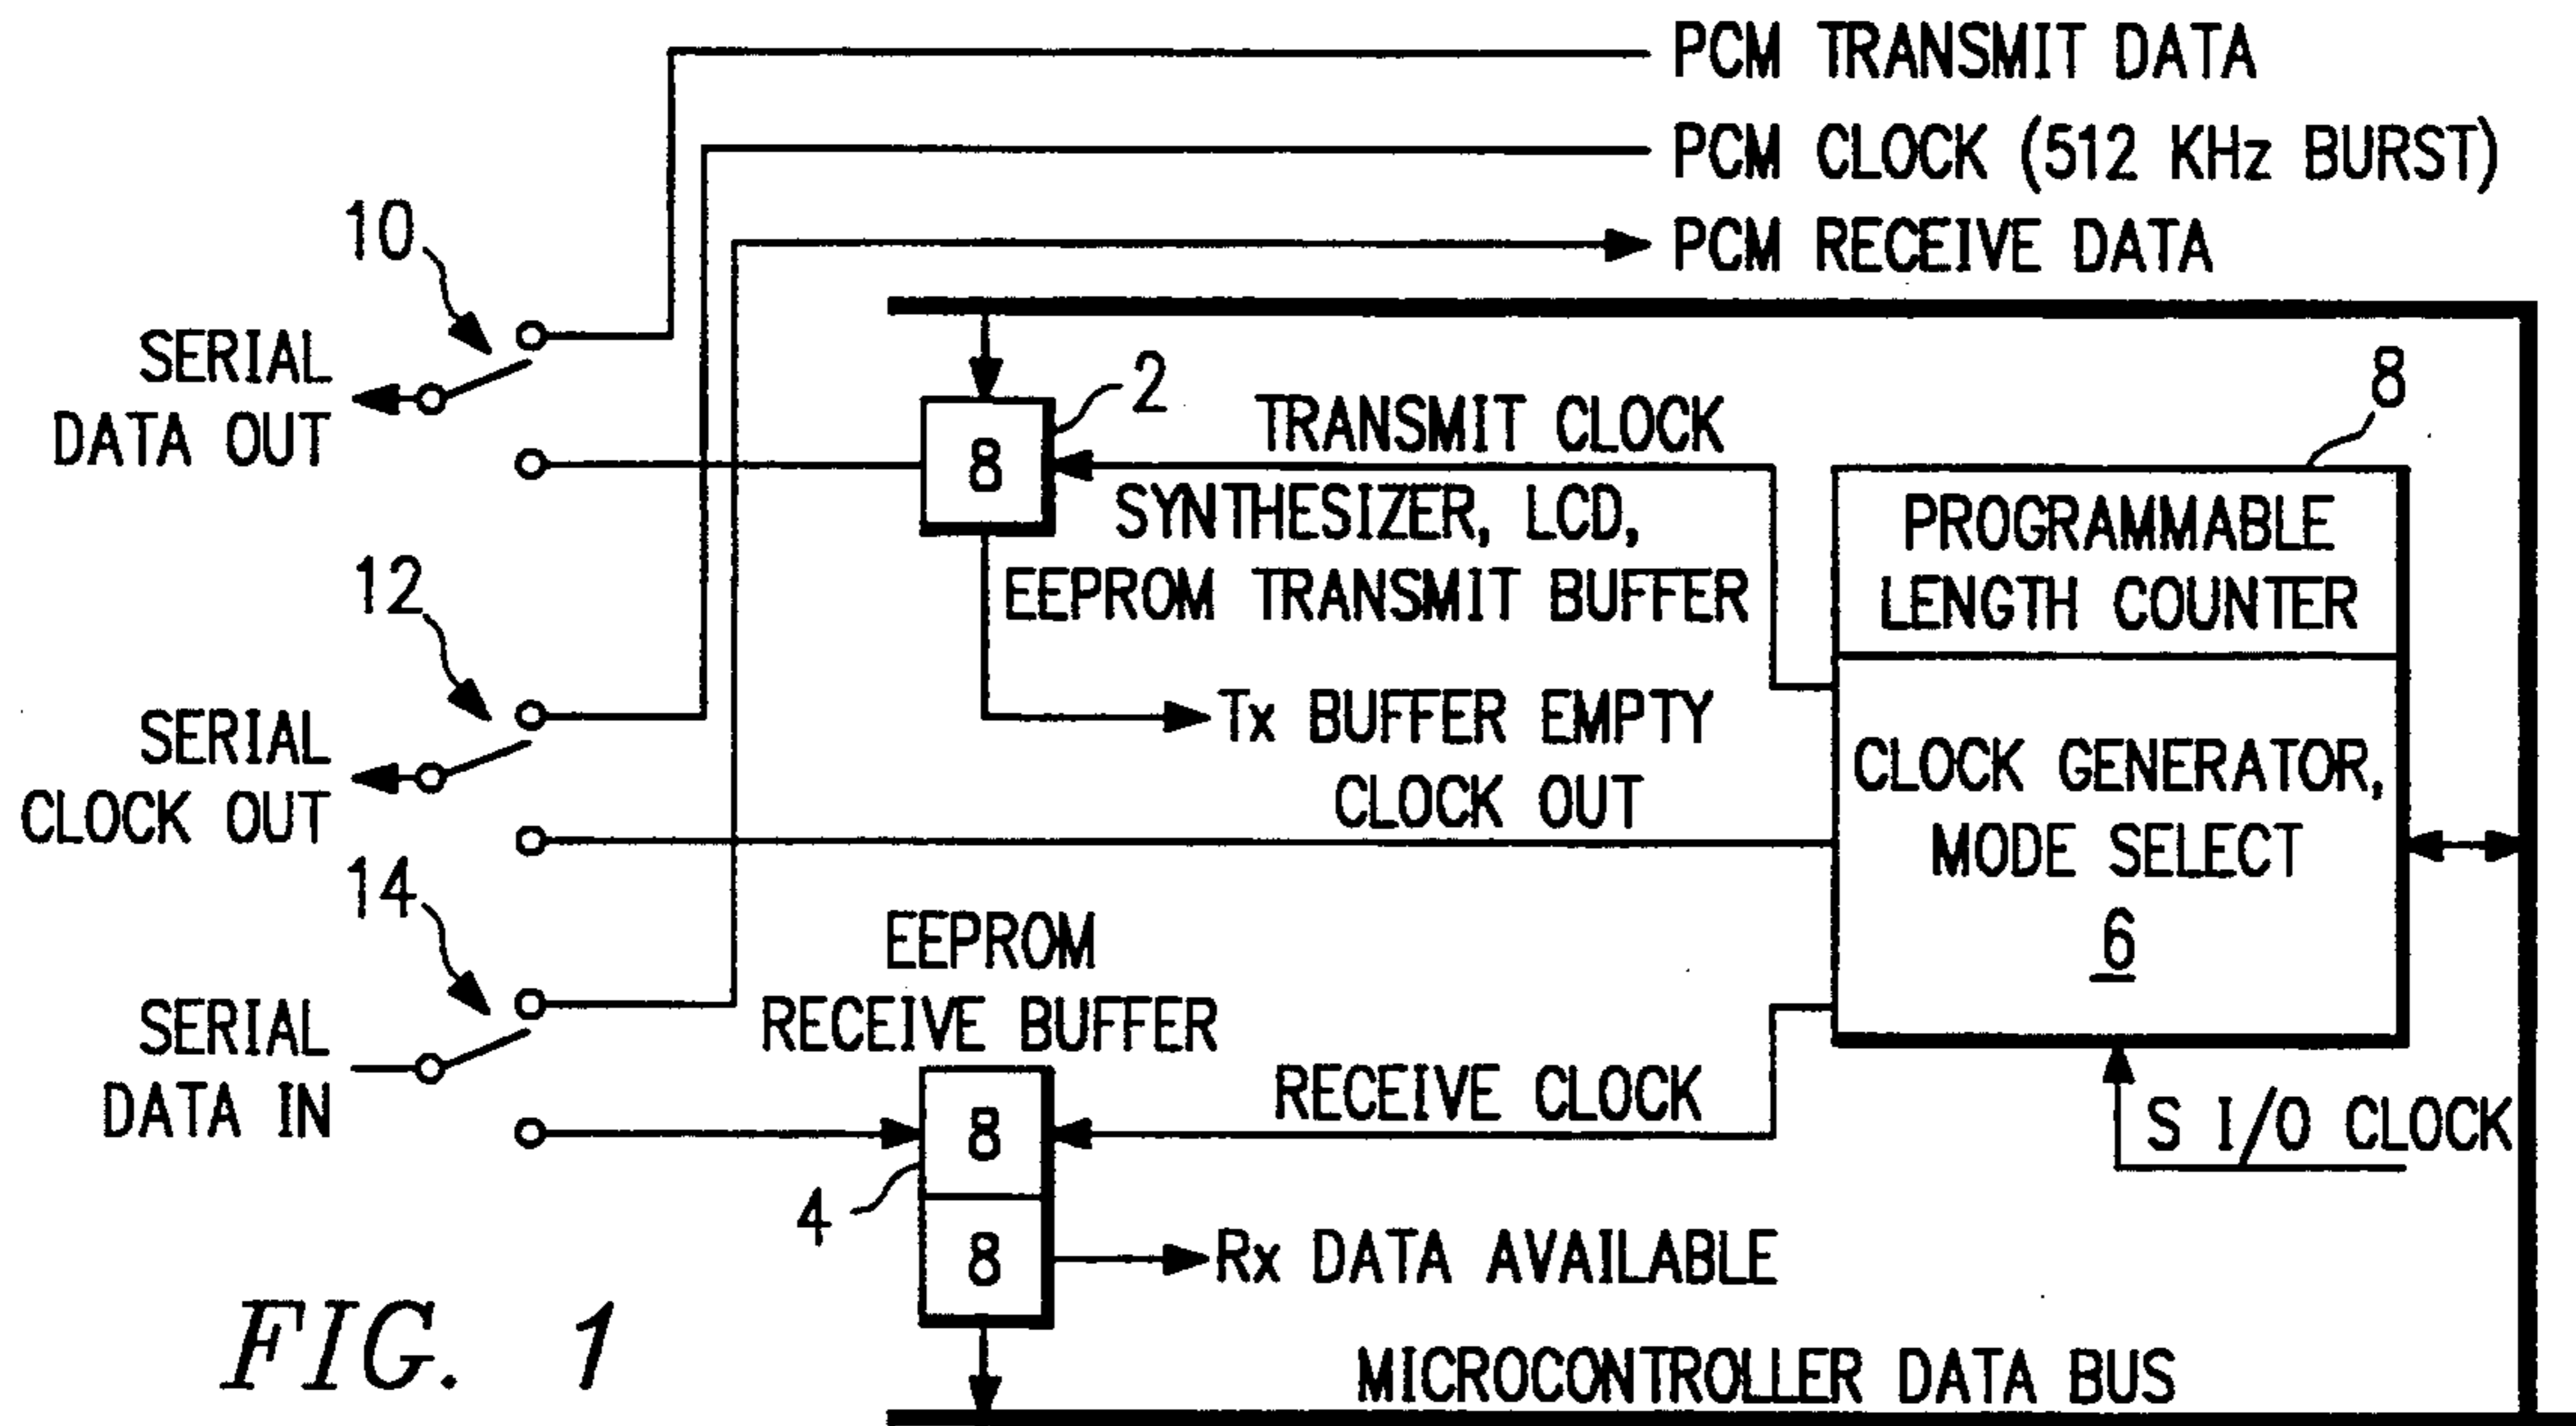 PCM TRANSMIT DATA
PCM CLOCK (512 KHz BURST)
PCM RECEIVE DATA
10
SERIAL
DATA OUT
2
8
TRANSMIT CLOCK
8
SYNTHESIZER, LCD,
EEPROM TRANSMIT BUFFER
PROGRAMMABLE
LENGTH COUNTER
12
SERIAL
CLOCK OUT
Tx BUFFER EMPTY
CLOCK OUT
CLOCK GENERATOR,
MODE SELECT
6
14
SERIAL
DATA IN
EEPROM
RECEIVE BUFFER
RECEIVE CLOCK
S I/O CLOCK
8
4
8
Rx DATA AVAILABLE
FIG. 1
MICROCONTROLLER DATA BUS